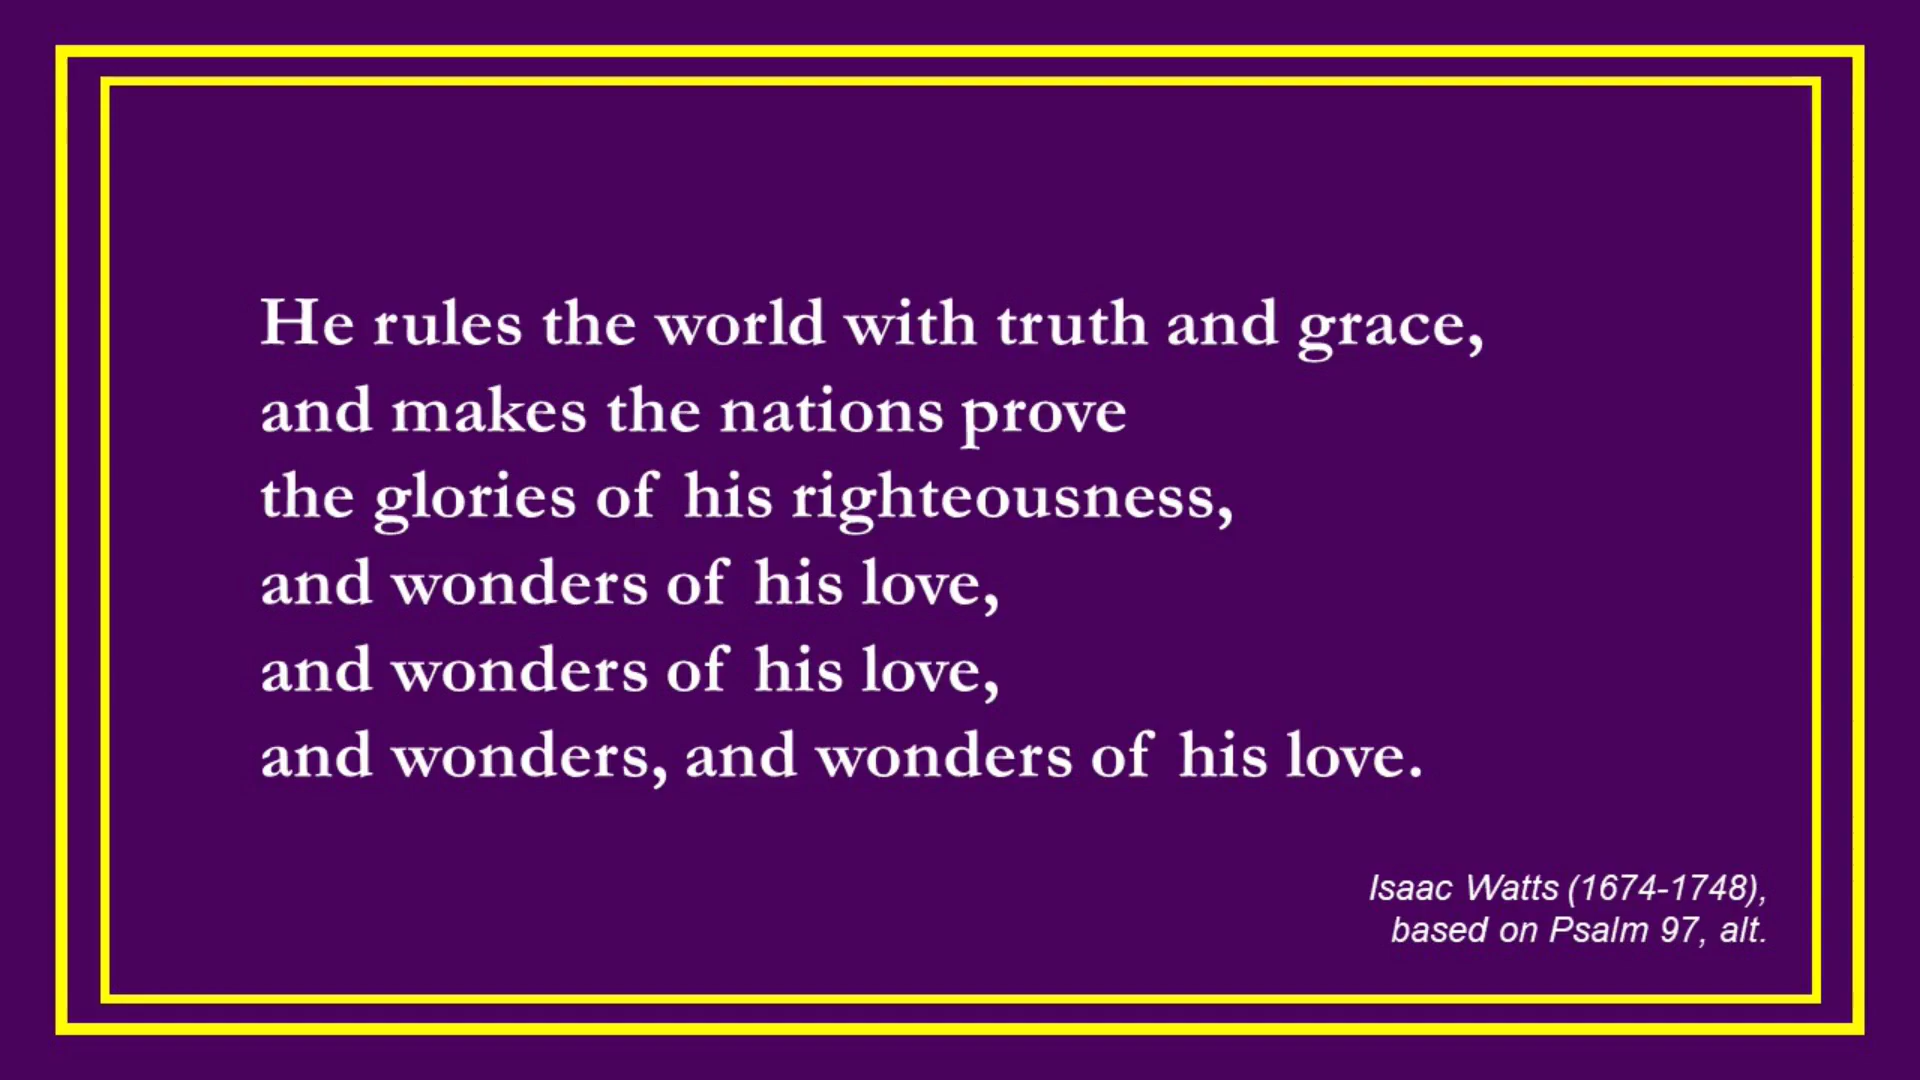 He rules the world with truth and grace,
and makes the nations prove
the glories of his righteousness,
and wonders of his love,
and wonders of his love,
and wonders, and wonders of his love.
Isaac Watts (1674-1748),
based on Psalm 97, alt.